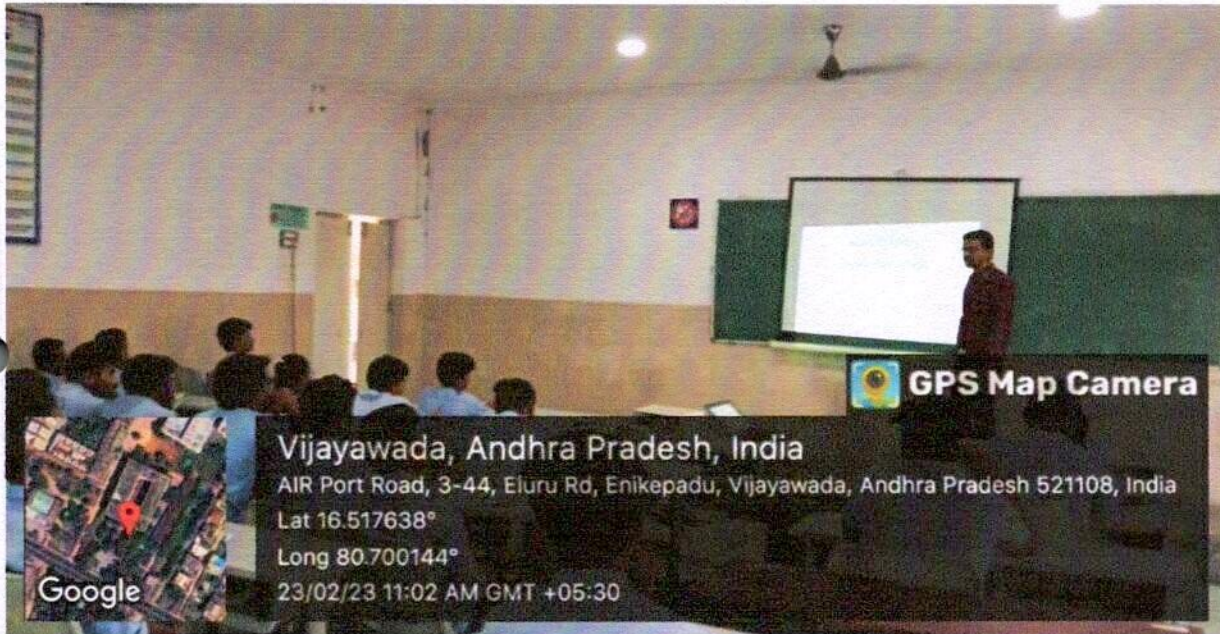 GPS Map Camera
Vijayawada, Andhra Pradesh, India
AIR Port Road, 3-44, Eluru Rd, Enikepadu, Vijayawada, Andhra Pradesh 521108, India
Lat 16.517638°
Long 80.700144°
23/02/23 11:02 AM GMT +05:30
Google